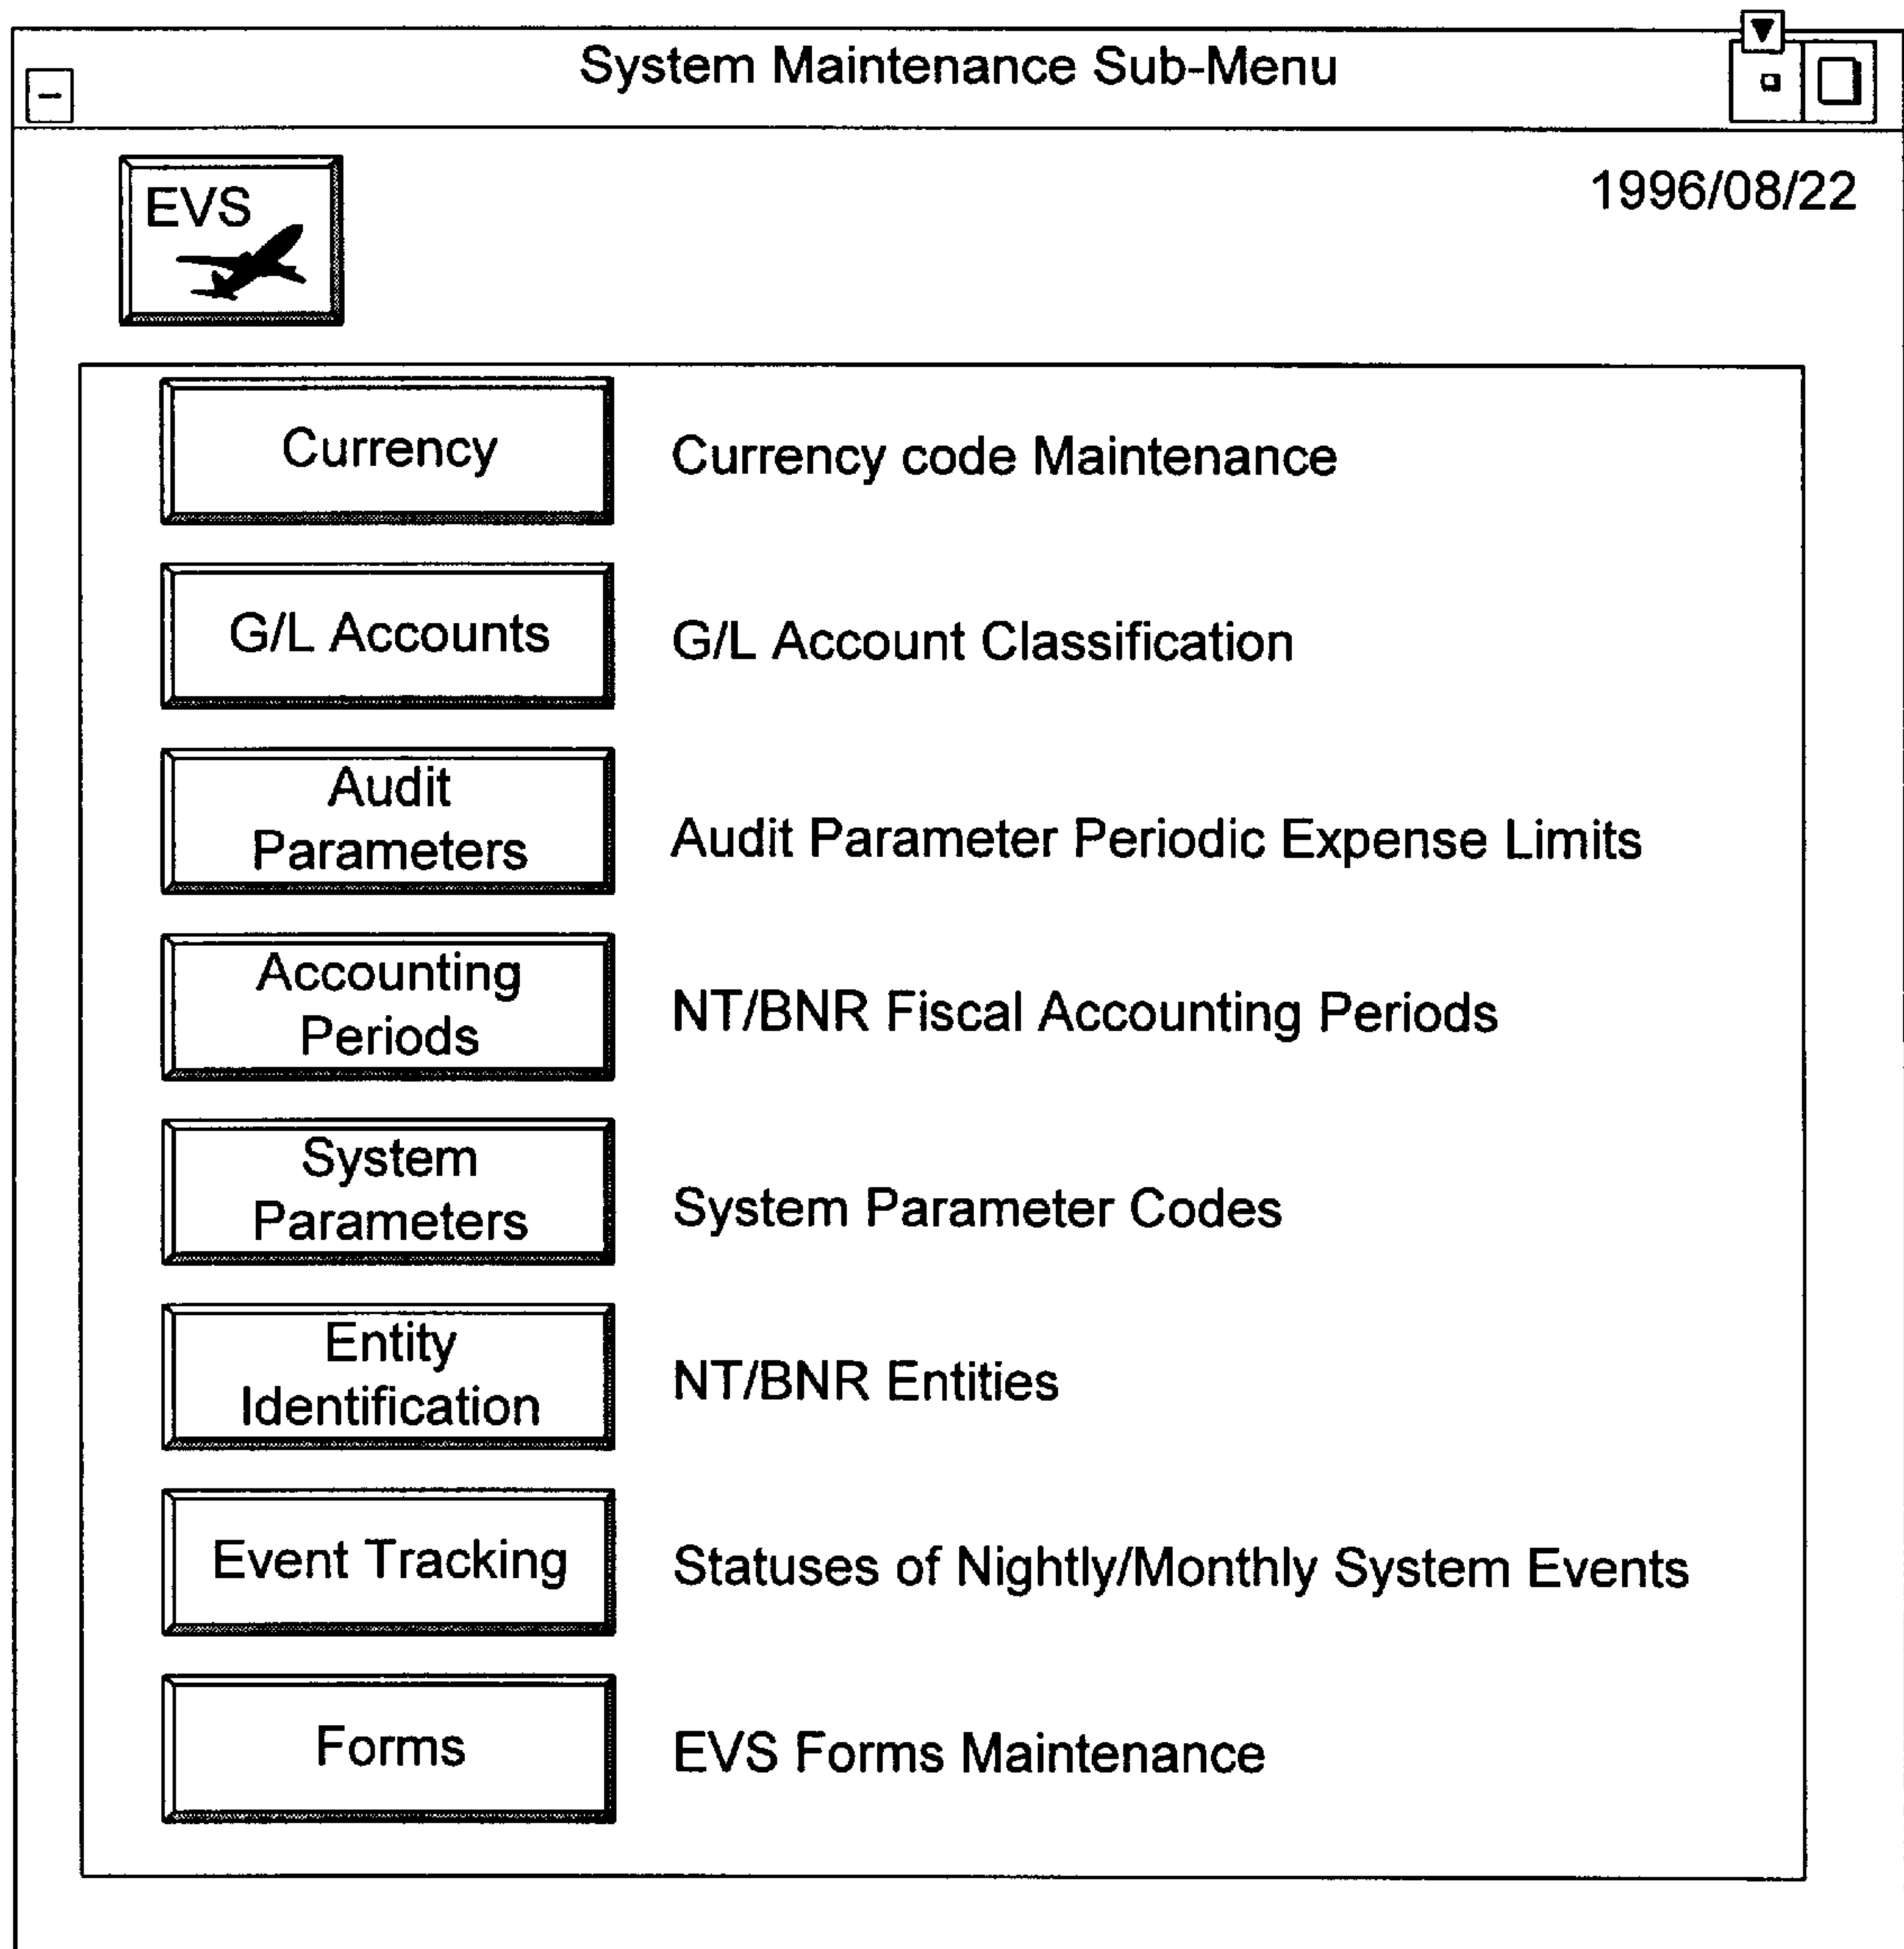 System Maintenance Sub-Menu
EVS
1996/08/22
Currency
Currency code Maintenance
G/L Accounts
G/L Account Classification
Audit
Parameters
Audit Parameter Periodic Expense Limits
Accounting
Periods
NT/BNR Fiscal Accounting Periods
System
Parameters
System Parameter Codes
Entity
Identification
NT/BNR Entities
Event Tracking
Statuses of Nightly/Monthly System Events
Forms
EVS Forms Maintenance